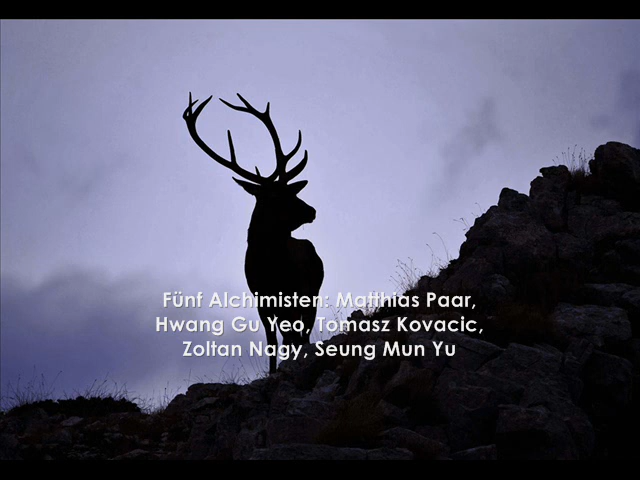 Fünf Alchimisten: Matthias Paar,
Hwang Gu Yeo, Tomasz Kovacic,
Zoltan Nagy, Seung Mun Yu